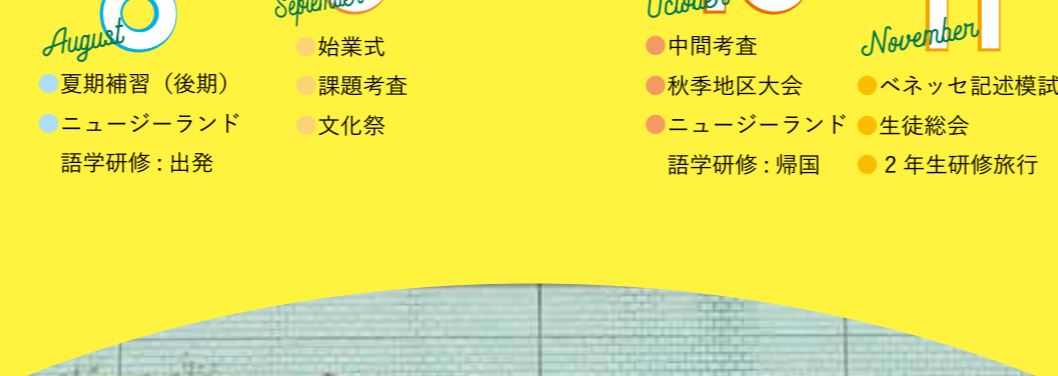 August
September
October
November
●夏期補習（後期）
●ニュージーランド
語学研修:出発
●始業式
●課題考査
●文化祭
●中間考査
●秋季地区大会
●ニュージーランド
語学研修:帰国
●ベネッセ記述模試
●生徒総会
●2年生研修旅行